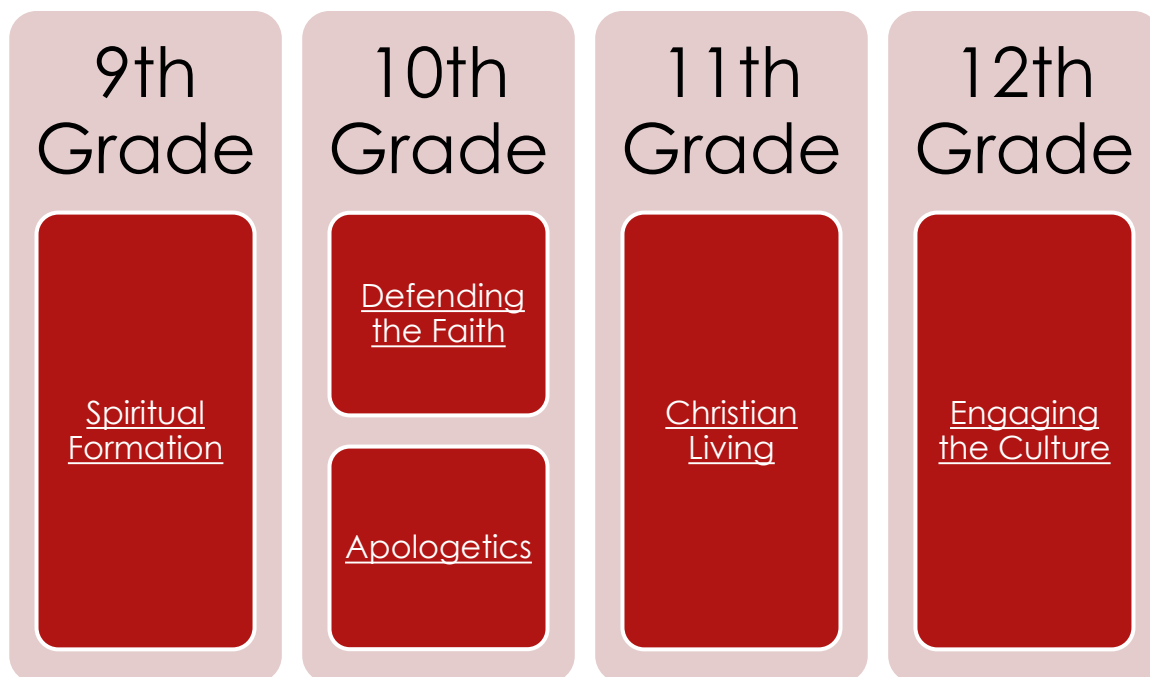 9th
Grade
Spiritual
Formation
10th
Grade
Defending
the Faith
Apologetics
11th
Grade
Christian
Living
12th
Grade
Engaging
the Culture